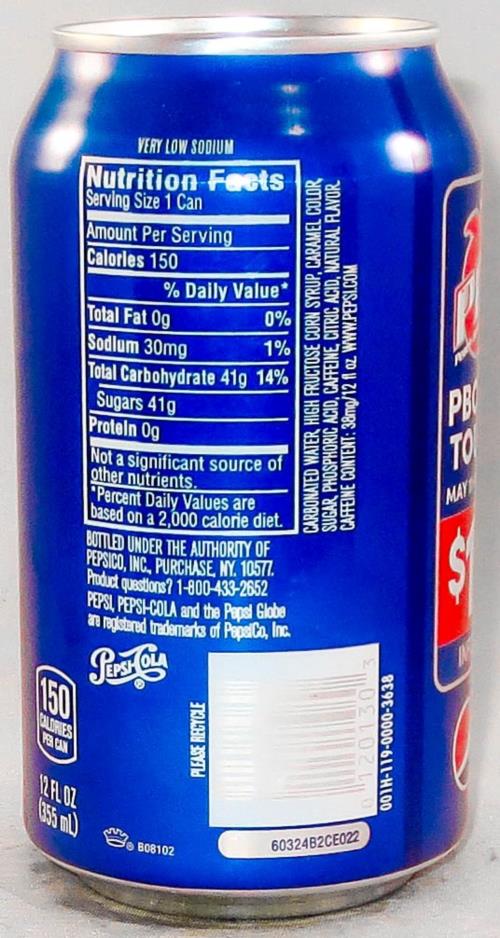 VERY LOW SODIUM
Nutrition Facts
Serving Size 1 Can
Amount Per Serving
Calories 150
% Daily Value*
Total Fat 0g 0%
Sodium 30mg 1%
Total Carbohydrate 41g 14%
Sugars 41g
Protein 0g
Not a significant source of
other nutrients.
*Percent Daily Values are
based on a 2,000 calorie diet.
CARBONATED WATER, HIGH FRUCTOSE CORN SYRUP, CARAMEL COLOR,
SUGAR, PHOSPHORIC ACID, CAFFEINE, CITRIC ACID, NATURAL FLAVOR.
CAFFEINE CONTENT: 38mg/12 fl oz WWW.PEPSI.COM
BOTTLED UNDER THE AUTHORITY OF
PEPSICO, INC., PURCHASE, NY. 10577.
Product questions? 1-800-433-2652
PEPSI, PEPSI-COLA and the Pepsi Globe
are registered trademarks of PepsiCo, Inc.
PEPSI-COLA
®
150
CALORIES
PER CAN
12 FL OZ
(355 mL)
PLEASE RECYCLE
001H-119-0000-3638
® B08102
60324B2CE022
MAY
$